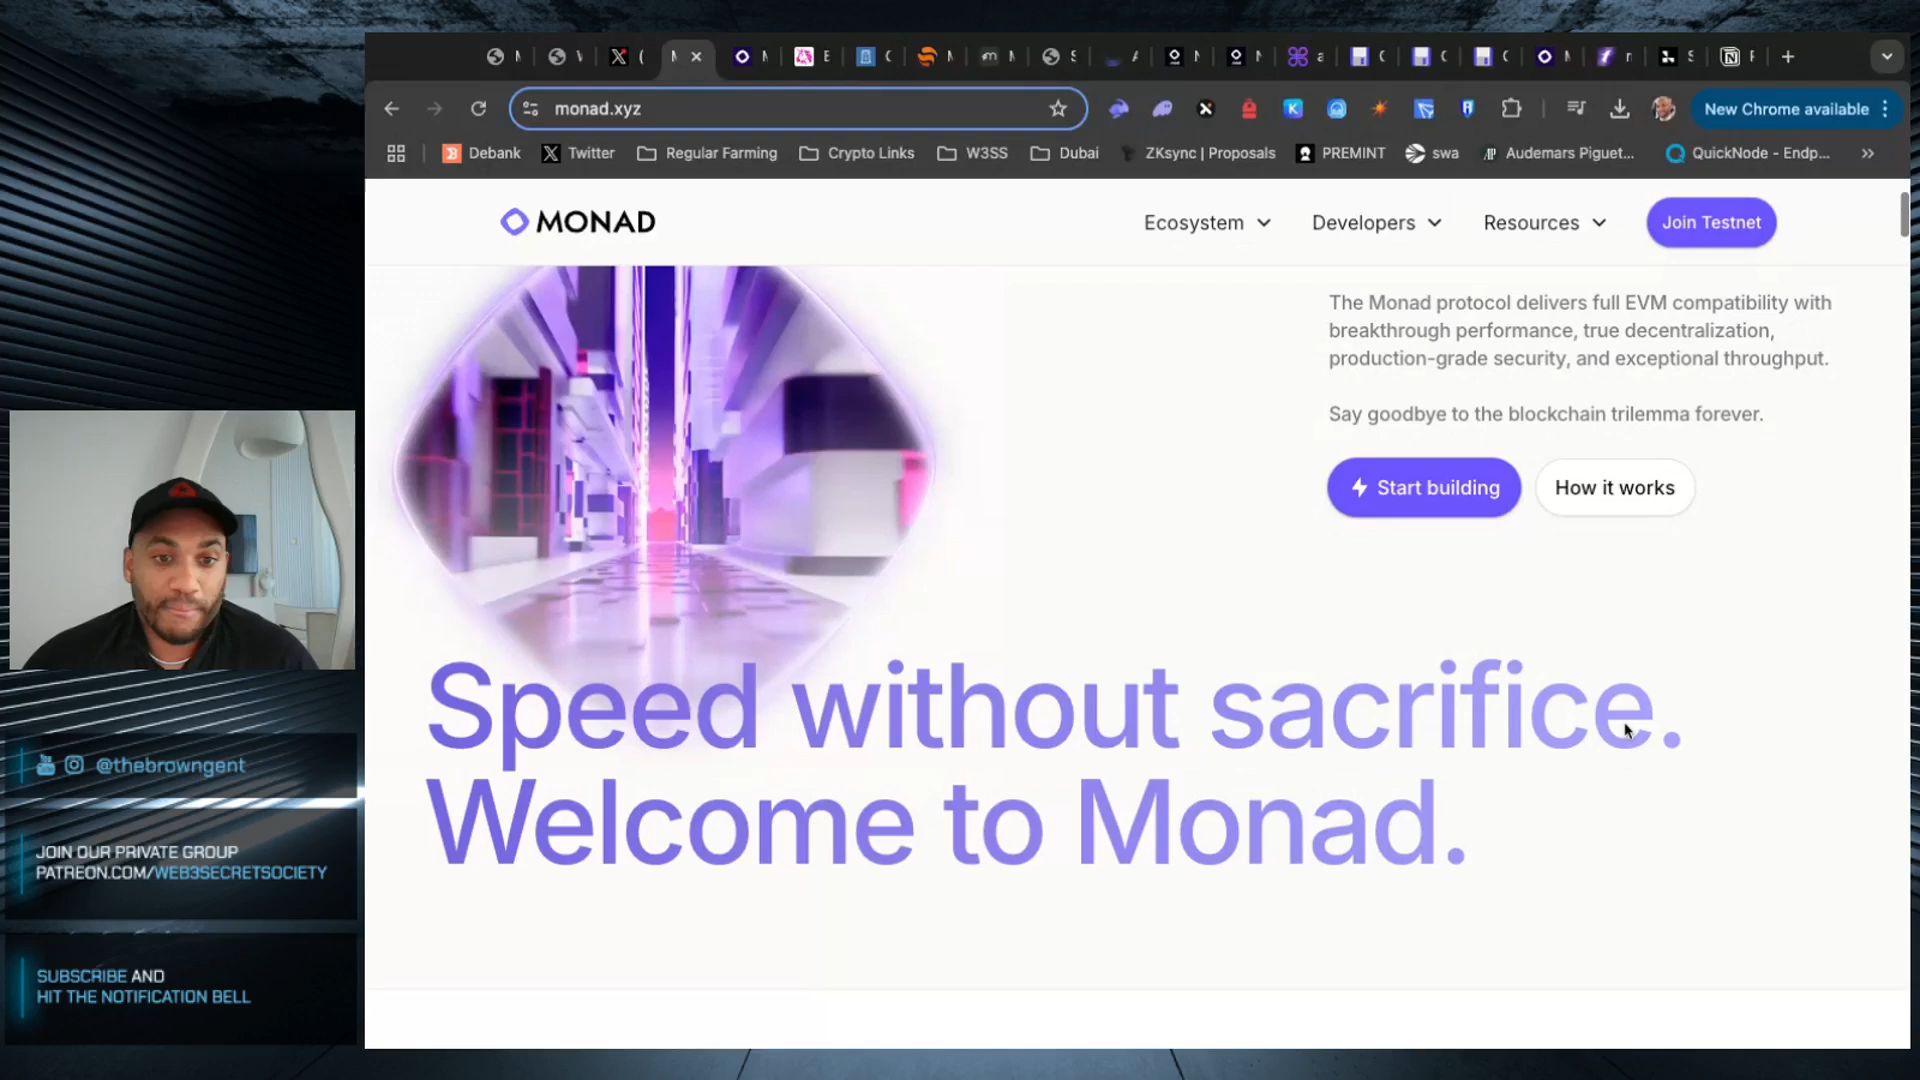 monad.xyz
New Chrome available
Debank
Twitter
Regular Farming
Crypto Links
W3SS
Dubai
ZKsync | Proposals
PREMINT
swa
Audemars Piguet...
QuickNode - Endp...
MONAD
Ecosystem
Developers
Resources
Join Testnet
The Monad protocol delivers full EVM compatibility with
breakthrough performance, true decentralization,
production-grade security, and exceptional throughput.
Say goodbye to the blockchain trilemma forever.
Start building
How it works
Speed without sacrifice.
Welcome to Monad.
@thebrowngent
JOIN OUR PRIVATE GROUP
PATREON.COM/WEB3SECRETSOCIETY
SUBSCRIBE AND
HIT THE NOTIFICATION BELL